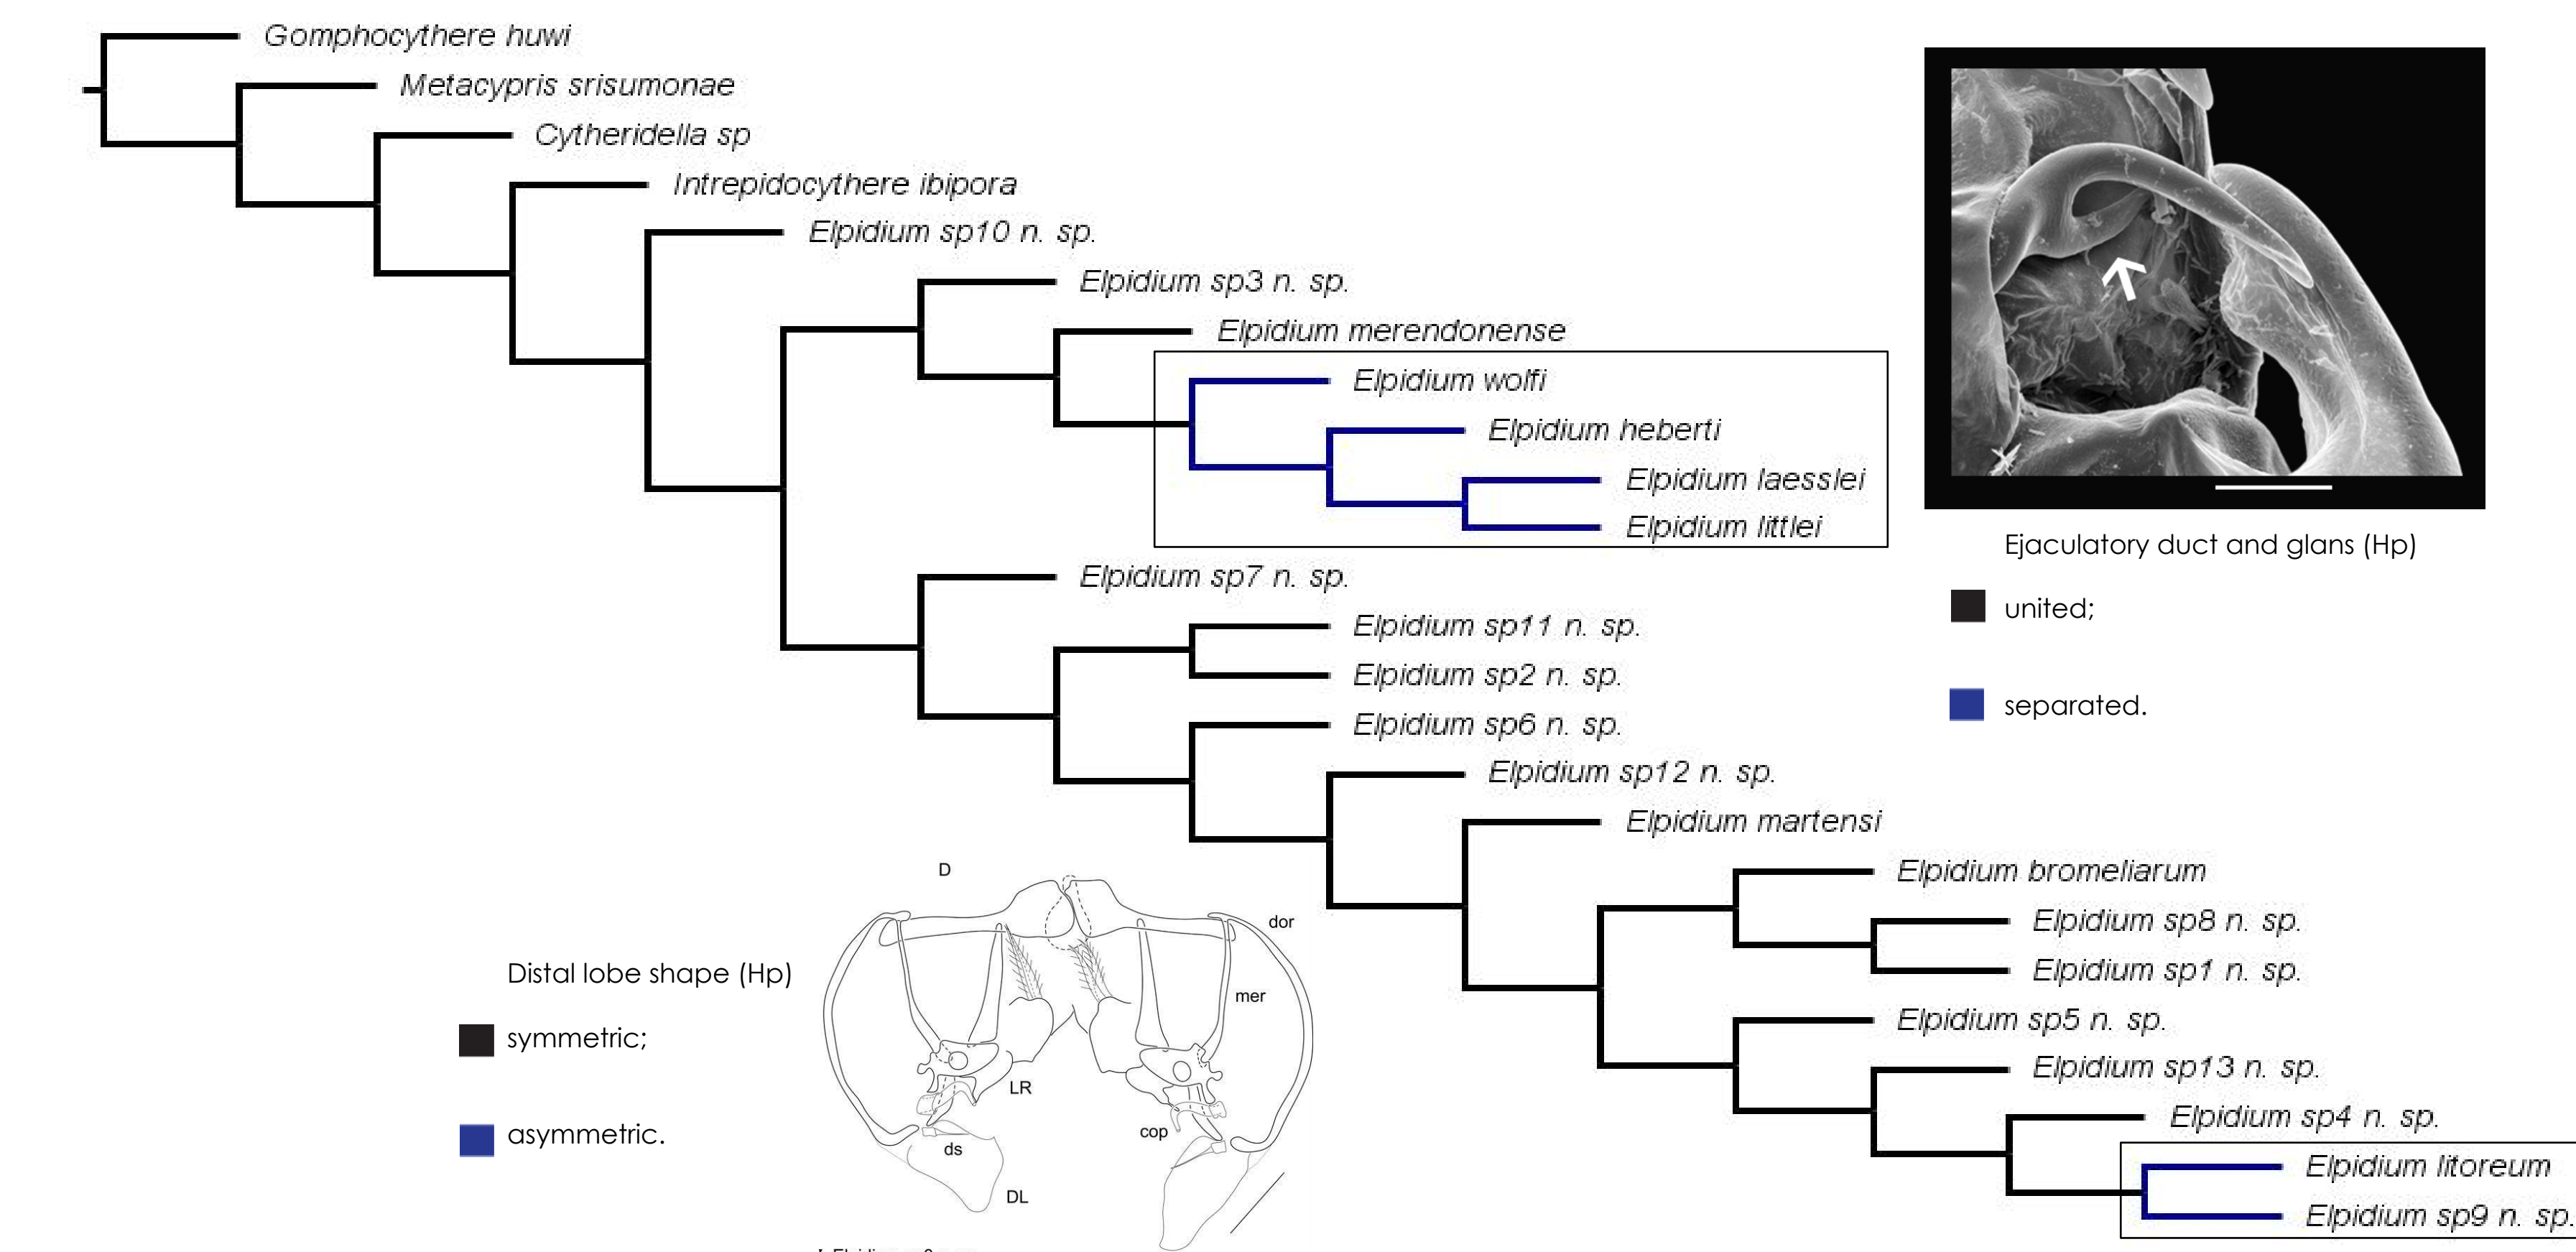 Gomphocythere huwi
Metacypris srisumonae
Cytheridella sp
Intrepidocythere ibipora
Elpidium sp10 n. sp.
Elpidium sp3 n. sp.
Elpidium merendonense
Elpidium wolfi
Elpidium heberti
Elpidium laesslei
Elpidium littlei
Elpidium sp7 n. sp.
Elpidium sp11 n. sp.
Elpidium sp2 n. sp.
Elpidium sp6 n. sp.
Elpidium sp12 n. sp.
Elpidium martensi
Elpidium bromeliarum
Elpidium sp8 n. sp.
Elpidium sp1 n. sp.
Elpidium sp5 n. sp.
Elpidium sp13 n. sp.
Elpidium sp4 n. sp.
Elpidium litoreum
Elpidium sp9 n. sp.
Ejaculatory duct and glans (Hp)
united;
separated.
Distal lobe shape (Hp)
symmetric;
asymmetric.
D
dor
mer
LR
cop
ds
DL